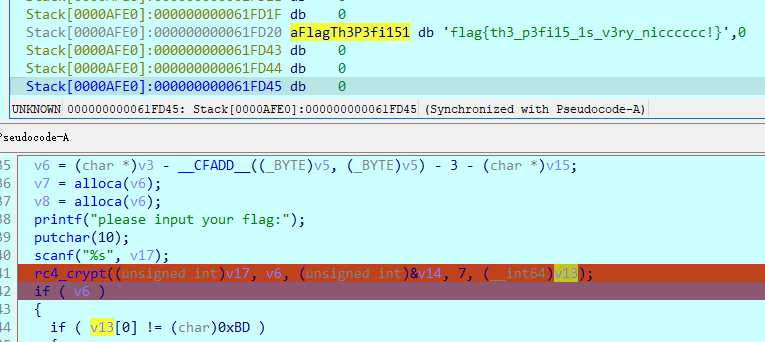 Stack[0000AFE0]:000000000061FD1F db    0
Stack[0000AFE0]:000000000061FD20 aFlagTh3P3fi151 db 'flag{th3_p3fi15_1s_v3ry_nicccccc!}',0
Stack[0000AFE0]:000000000061FD43 db    0
Stack[0000AFE0]:000000000061FD44 db    0
Stack[0000AFE0]:000000000061FD45 db    0
UNKNOWN 000000000061FD45: Stack[0000AFE0]:000000000061FD45 (Synchronized with Pseudocode-A)
Pseudocode-A
35 v6 = (char *)v3 - __CFADD__((_BYTE)v5, (_BYTE)v5) - 3 - (char *)v15;
36 v7 = alloca(v6);
37 v8 = alloca(v6);
38 printf("please input your flag:");
39 putchar(10);
40 scanf("%s", v17);
41 rc4_crypt((unsigned int)v17, v6, (unsigned int)&v14, 7, (__int64)v13);
42 if ( v6 )
43 {
44 if ( v13[0] != (char)0xBD )